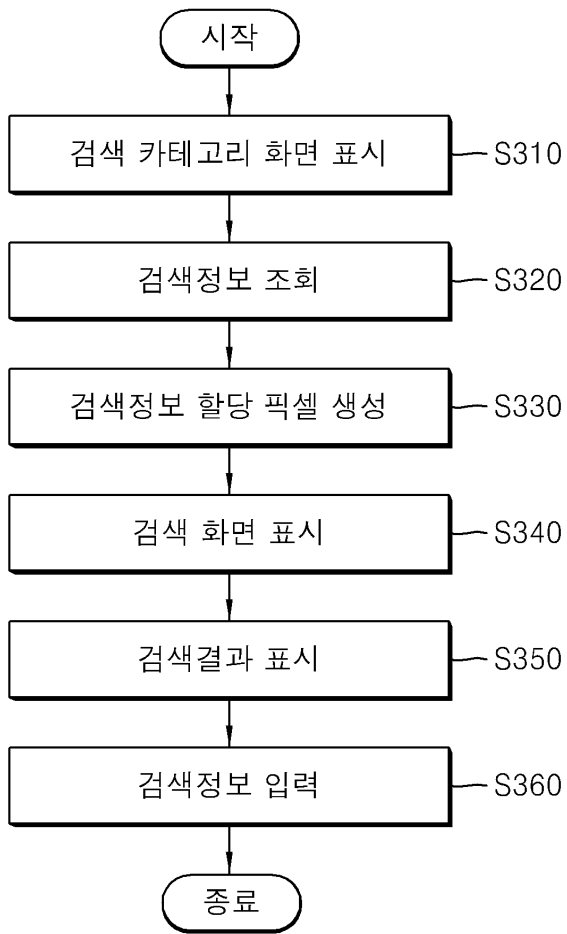 시작
검색 카테고리 화면 표시 S310
검색정보 조회 S320
검색정보 할당 픽셀 생성 S330
검색 화면 표시 S340
검색결과 표시 S350
검색정보 입력 S360
종료